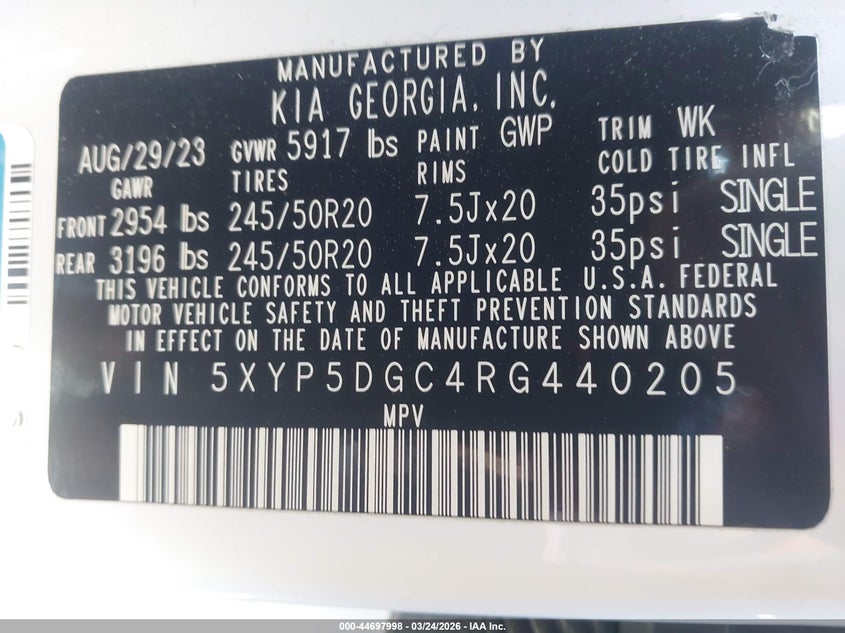 MANUFACTURED BY
KIA GEORGIA, INC.
AUG/29/23 GVWR 5917 lbs PAINT GWP TRIM WK
GAWR TIRES RIMS COLD TIRE INFL
FRONT 2954 lbs 245/50R20 7.5Jx20 35psi SINGLE
REAR 3196 lbs 245/50R20 7.5Jx20 35psi SINGLE
THIS VEHICLE CONFORMS TO ALL APPLICABLE U.S.A. FEDERAL
MOTOR VEHICLE SAFETY AND THEFT PREVENTION STANDARDS
IN EFFECT ON THE DATE OF MANUFACTURE SHOWN ABOVE
VIN 5XYP5DGC4RG440205
MPV
000-44697998 - 03/24/2026 - IAA Inc.